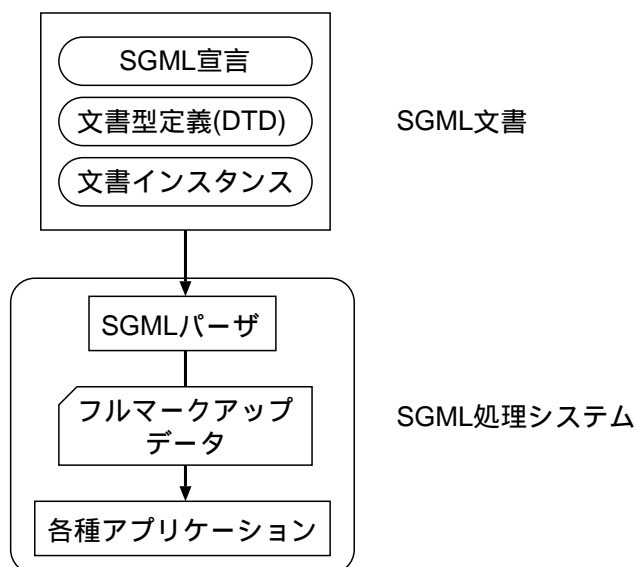 SGML宣言
文書型定義(DTD)
SGML文書
文書インスタンス
SGMLパーザ
フルマークアップ
データ
SGML処理システム
各種アプリケーション